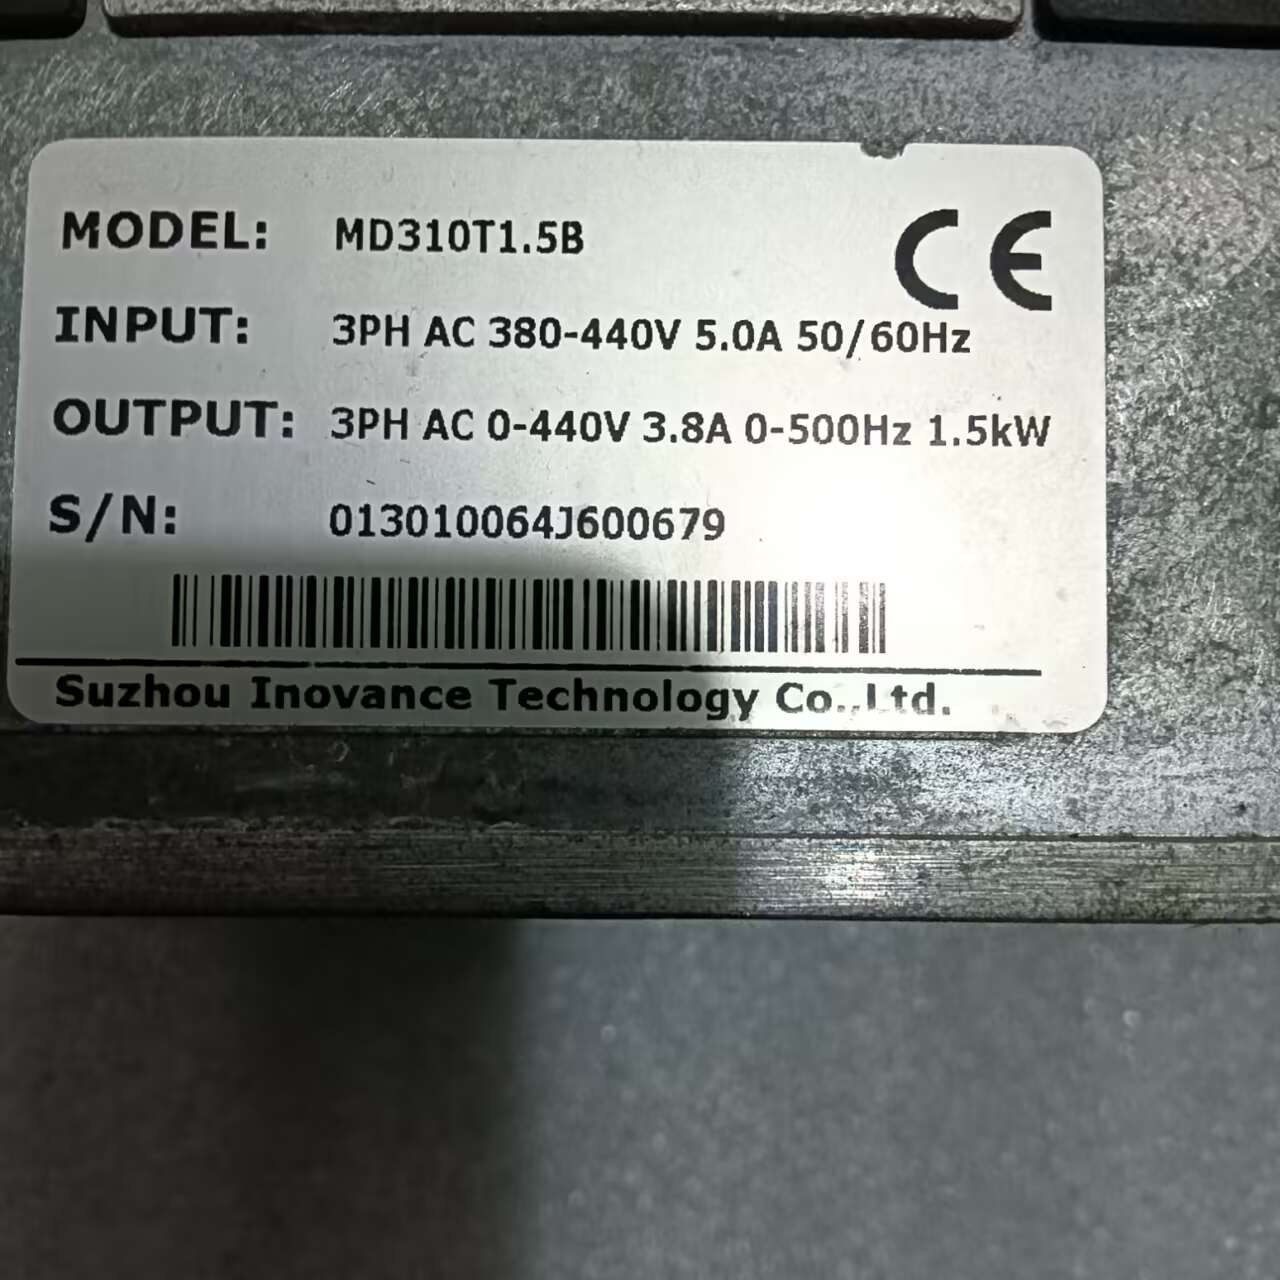 MODEL: MD310T1.5B CE
INPUT: 3PH AC 380-440V 5.0A 50/60Hz
OUTPUT: 3PH AC 0-440V 3.8A 0-500Hz 1.5kW
S/N: 013010064J600679
Suzhou Inovance Technology Co.,Ltd.